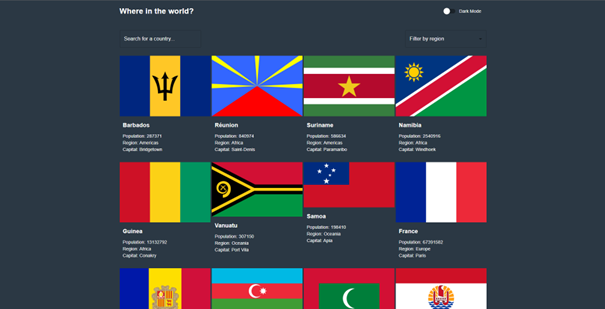 Where in the world?
Dark Mode
Search for a country...
Filter by region
Barbados
Population: 287371
Region: Americas
Capital: Bridgetown
Réunion
Population: 840974
Region: Africa
Capital: Saint-Denis
Suriname
Population: 586634
Region: Americas
Capital: Paramaribo
Namibia
Population: 2540916
Region: Africa
Capital: Windhoek
Guinea
Population: 13132792
Region: Africa
Capital: Conakry
Vanuatu
Population: 307150
Region: Oceania
Capital: Port Vila
Samoa
Population: 198410
Region: Oceania
Capital: Apia
France
Population: 67391582
Region: Europe
Capital: Paris